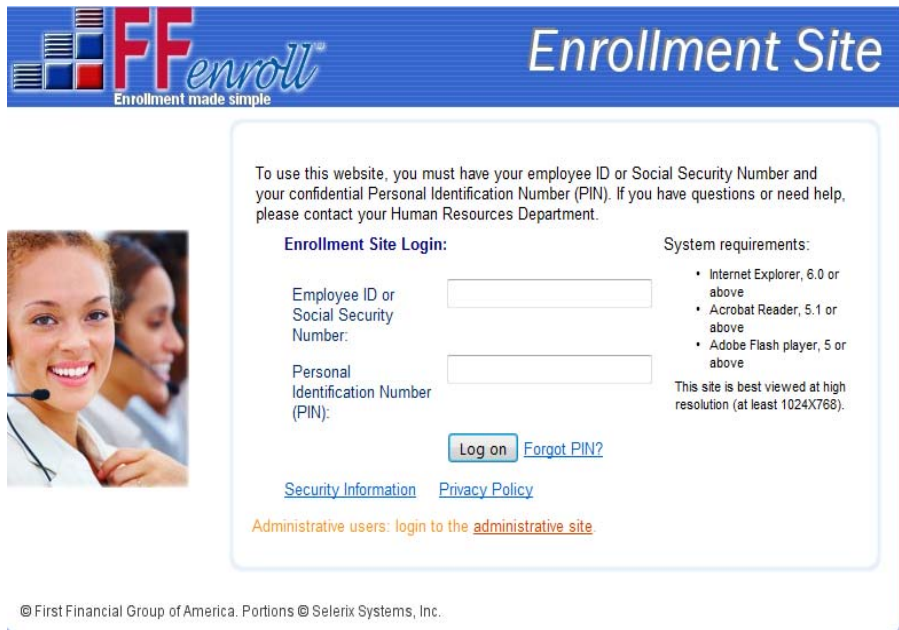 FFenroll™
Enrollment made simple
Enrollment Site
To use this website, you must have your employee ID or Social Security Number and
your confidential Personal Identification Number (PIN). If you have questions or need help,
please contact your Human Resources Department.
Enrollment Site Login:
Employee ID or
Social Security
Number:
Personal
Identification Number
(PIN):
Log on Forgot PIN?
Security Information Privacy Policy
Administrative users: login to the administrative site.
System requirements:
• Internet Explorer, 6.0 or
above
• Acrobat Reader, 5.1 or
above
• Adobe Flash player, 5 or
above
This site is best viewed at high
resolution (at least 1024X768).
© First Financial Group of America. Portions © Selerix Systems, Inc.